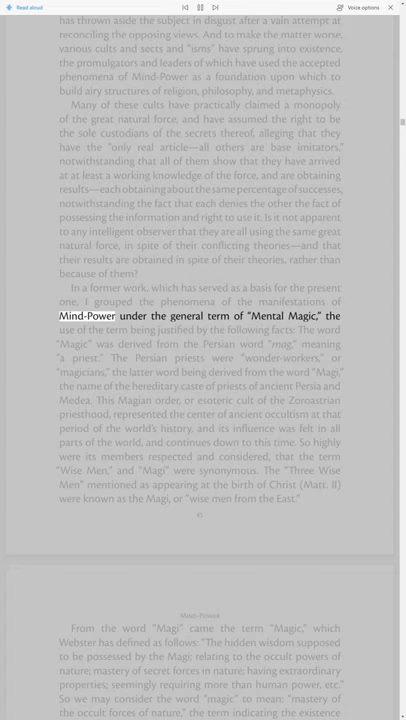 Read aloud
Voice options
has thrown aside the subject in disgust after a vain attempt at
reconciling the opposing views. And to make the matter worse,
various cults and sects and "isms" have sprung into existence,
the promulgators and leaders of which have used the accepted
phenomena of Mind-Power as a foundation upon which to
build airy structures of religion, philosophy, and metaphysics.
Many of these cults have practically claimed a monopoly
of the great natural force, and have assumed the right to be
the sole custodians of the secrets thereof, alleging that they
have the "only real article—all others are base imitators,"
notwithstanding that all of them show that they have arrived
at at least a working knowledge of the force, and are obtaining
results—each obtaining about the same percentage of successes,
notwithstanding the fact that each denies the other the fact of
possessing the information and right to use it. Is it not apparent
to any intelligent observer that they are all using the same great
natural force, in spite of their conflicting theories—and that
their results are obtained in spite of their theories, rather than
because of them?
In a former work, which has served as a basis for the present
one, I grouped the phenomena of the manifestations of
Mind-Power under the general term of "Mental Magic," the
use of the term being justified by the following facts: The word
"Magic" was derived from the Persian word "mag," meaning
"a priest." The Persian priests were "wonder-workers," or
"magicians," the latter word being derived from the word "Magi,"
the name of the hereditary caste of priests of ancient Persia and
Medea. This Magian order, or esoteric cult of the Zoroastrian
priesthood, represented the center of ancient occultism at that
period of the world's history, and its influence was felt in all
parts of the world, and continues down to this time. So highly
were its members respected and considered, that the term
"Wise Men," and "Magi" were synonymous. The "Three Wise
Men" mentioned as appearing at the birth of Christ (Matt. II)
were known as the Magi, or "wise men from the East."
Mind-Power
From the word "Magi" came the term "Magic," which
Webster has defined as follows: "The hidden wisdom supposed
to be possessed by the Magi; relating to the occult powers of
nature; mastery of secret forces in nature; having extraordinary
properties; seemingly requiring more than human power, etc."
So we may consider the word "magic" to mean: "mastery of
the occult forces of nature," the term indicating the existence